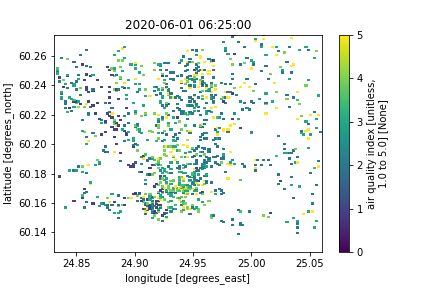 2020-06-01 06:25:00
60.26
60.24
60.22
60.20
60.18
60.16
60.14
latitude [degrees_north]
24.85 24.90 24.95 25.00 25.05
longitude [degrees_east]
5
4
3
2
1
0
air quality index [unitless,
1.0 to 5.0] [None]